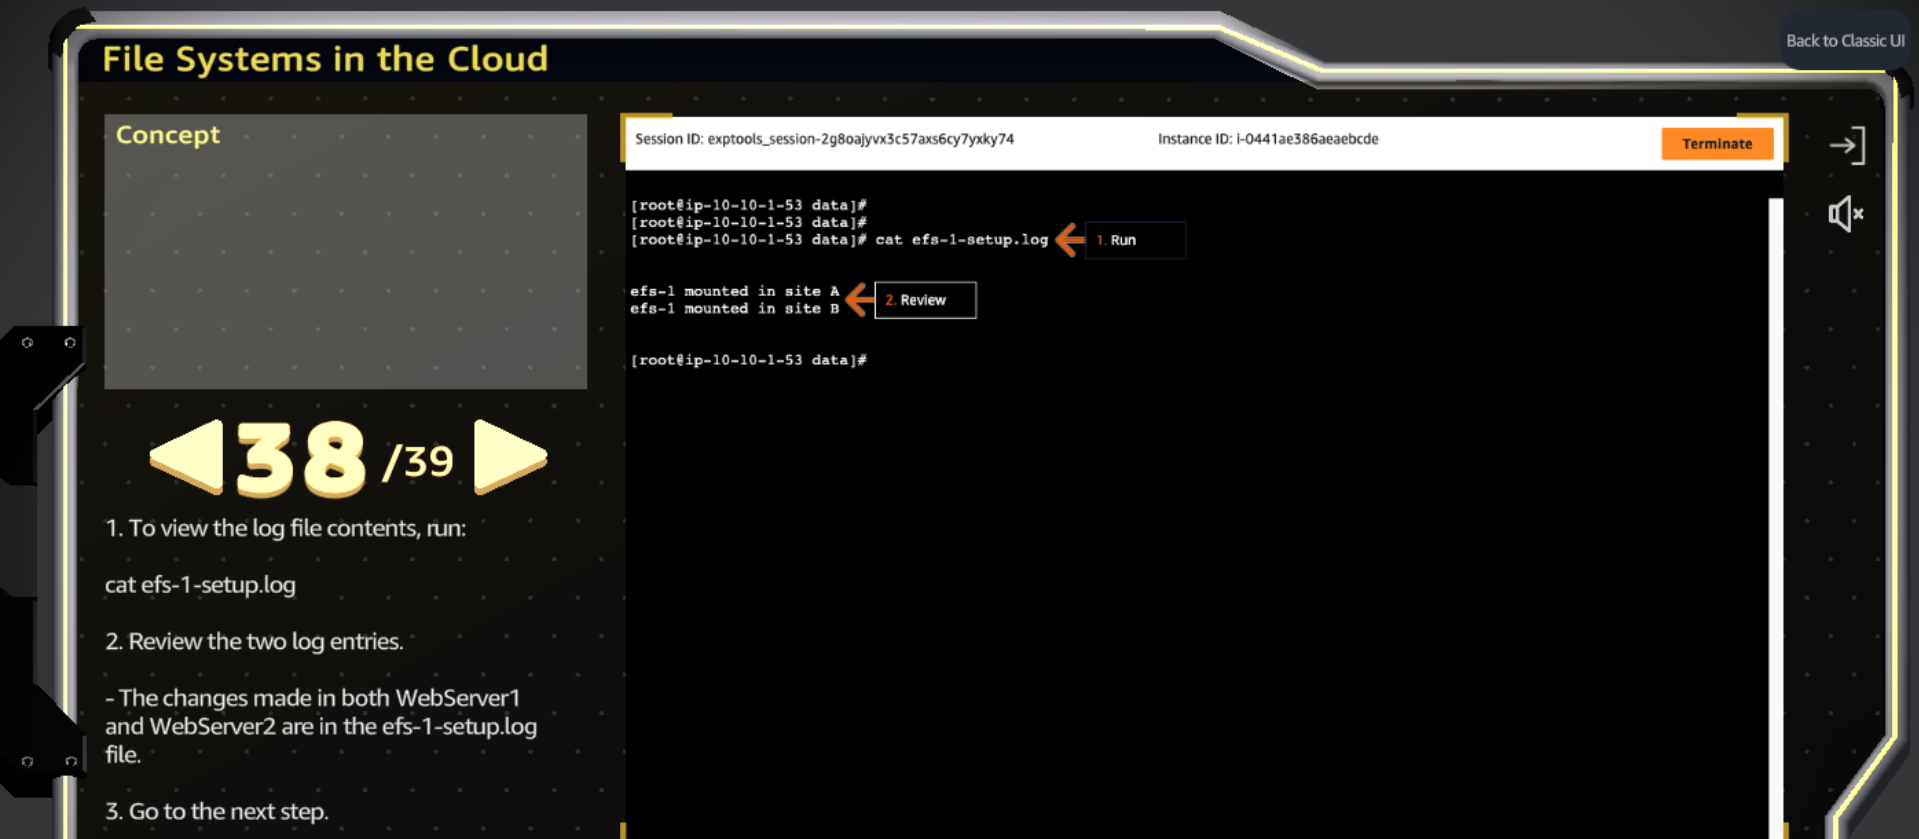 Back to Classic UI
File Systems in the Cloud
Concept
38 /39
1. To view the log file contents, run:
cat efs-1-setup.log
2. Review the two log entries.
- The changes made in both WebServer1
and WebServer2 are in the efs-1-setup.log
file.
3. Go to the next step.
Session ID: exptools_session-2g8oajyvx3c57axs6cy7yxky74 Instance ID: i-0441ae386aeaebcde Terminate
[root@ip-10-10-1-53 data]#
[root@ip-10-10-1-53 data]#
[root@ip-10-10-1-53 data]# cat efs-1-setup.log 1. Run
efs-1 mounted in site A
2. Review
efs-1 mounted in site B
[root@ip-10-10-1-53 data]#